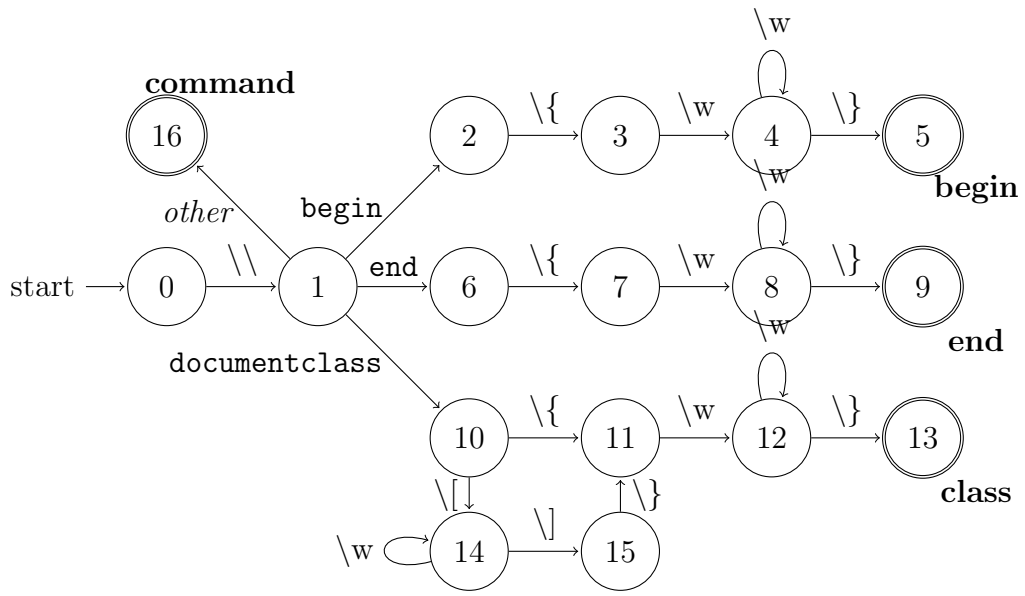 \w
command
16
2
\{
3
\w
4
\}
5
begin
other
begin
\w
start
0
\\
1
end
6
\{
7
\w
8
\}
9
end
documentclass
\w
10
\{
11
\w
12
\}
13
class
\[
\}
\w
14
\]
15